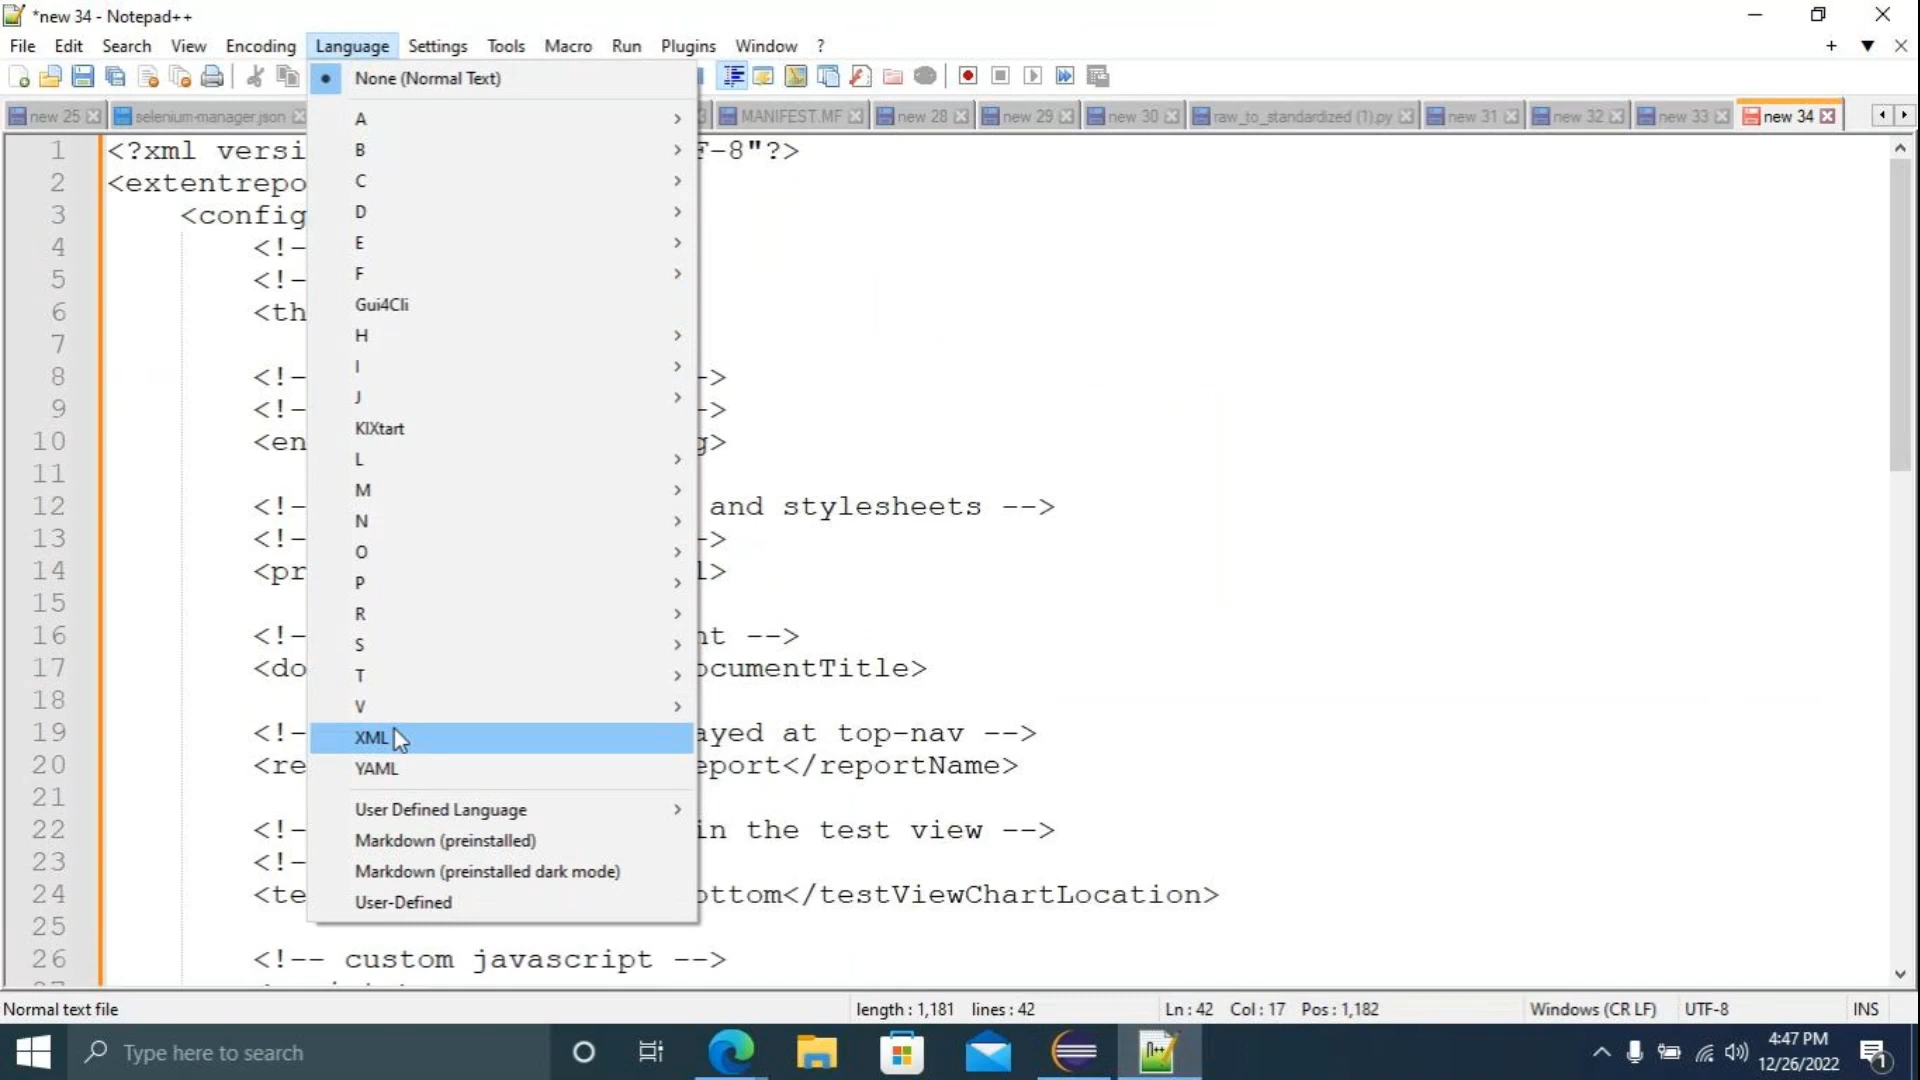 *new 34 - Notepad++
File Edit Search View Encoding Language Settings Tools Macro Run Plugins Window ?
new 25 selenium-manager.json MANIFEST.MF new 28 new 29 new 30 raw_to_standardized (1).py new 31 new 32 new 33 new 34
None (Normal Text)
A
B
C
D
E
F
Gui4Cli
H
I
J
KIXtart
L
M
N
O
P
R
S
T
V
XML
YAML
User Defined Language
Markdown (preinstalled)
Markdown (preinstalled dark mode)
User-Defined
1 <?xml versi F-8"?>
2 <extentrepo
3 <config
4 <!-
5 <!-
6 <th
7
8 <!- ->
9 <!- ->
10 <en g>
11
12 <!- and stylesheets -->
13 <!- ->
14 <pr l>
15
16 <!- nt -->
17 <do ocumentTitle>
18
19 <!- ayed at top-nav -->
20 <re eport</reportName>
21
22 <!- in the test view -->
23 <!-
24 <te ttom</testViewChartLocation>
25
26 <!-- custom javascript -->
Normal text file length : 1,181 lines : 42 Ln : 42 Col : 17 Pos : 1,182 Windows (CR LF) UTF-8 INS
Type here to search
4:47 PM
12/26/2022
1